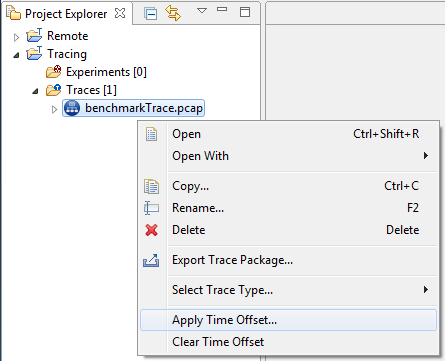 Project Explorer
Remote
Tracing
Experiments [0]
Traces [1]
benchmarkTrace.pcap
Open Ctrl+Shift+R
Open With
Copy... Ctrl+C
Rename... F2
Delete Delete
Export Trace Package...
Select Trace Type...
Apply Time Offset...
Clear Time Offset